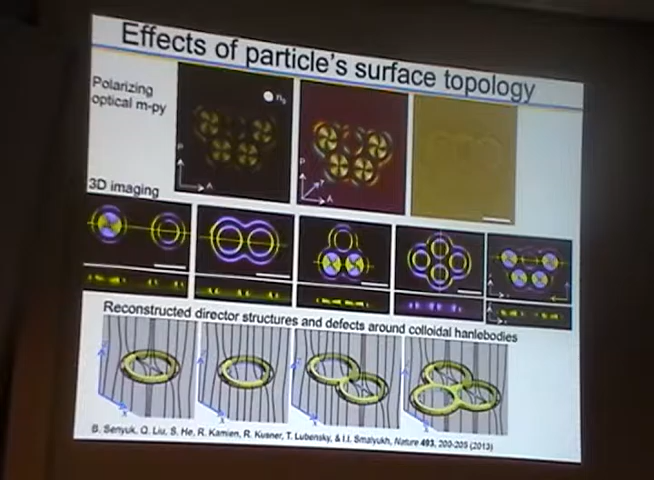 Effects of particle's surface topology
Polarizing
optical m-py
n₀
P
A
P
A
3D imaging
Reconstructed director structures and defects around colloidal hanlebodies
B. Senyuk, Q. Liu, S. He, R. Kamien, R. Kusner, T. Lubensky, & I.I. Smalyukh, Nature 493, 200-205 (2013)